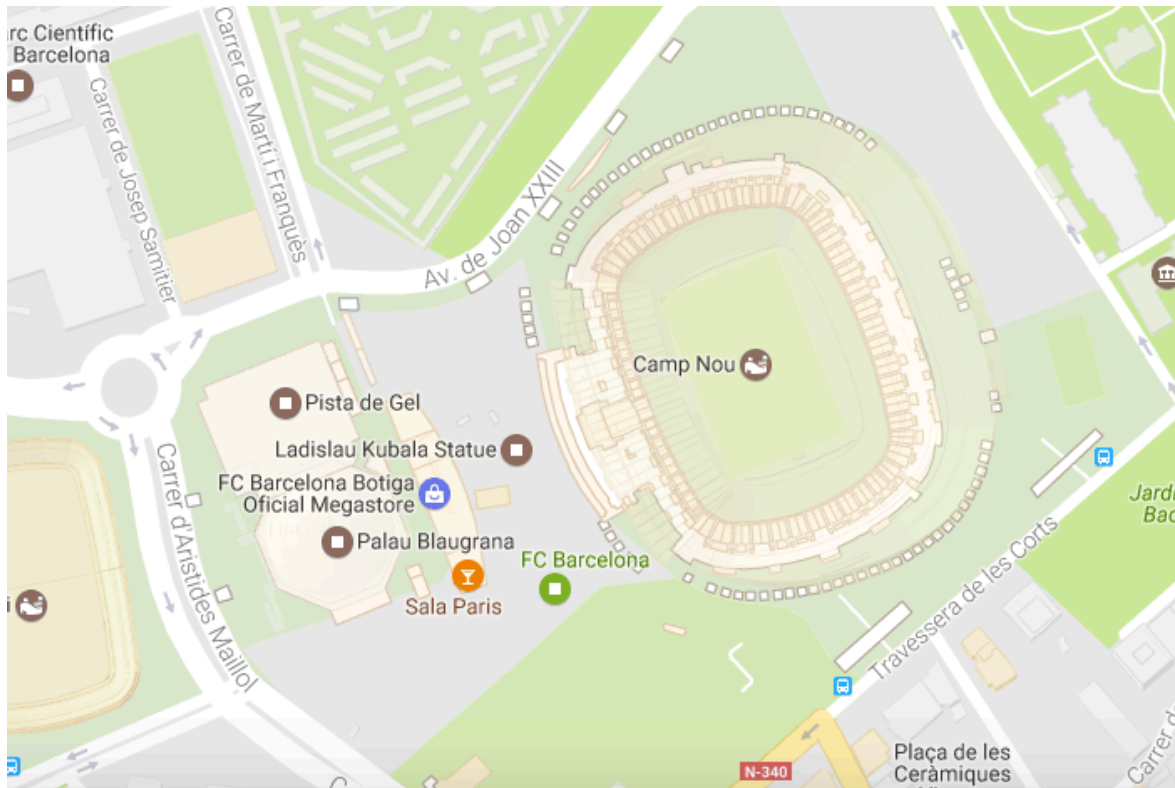 arc Científic
Barcelona
Carrer de Josep Samitier
Carrer de Martí i Franquès
Av. de Joan XXIII
Camp Nou
Pista de Gel
Ladislau Kubala Statue
FC Barcelona Botiga
Oficial Megastore
Palau Blaugrana
Sala Paris
FC Barcelona
Carrer d'Aristides Maillol
i
Travessera de les Corts
Jardi
Bac
N-340
Plaça de les
Ceràmiques
Carrer d
C